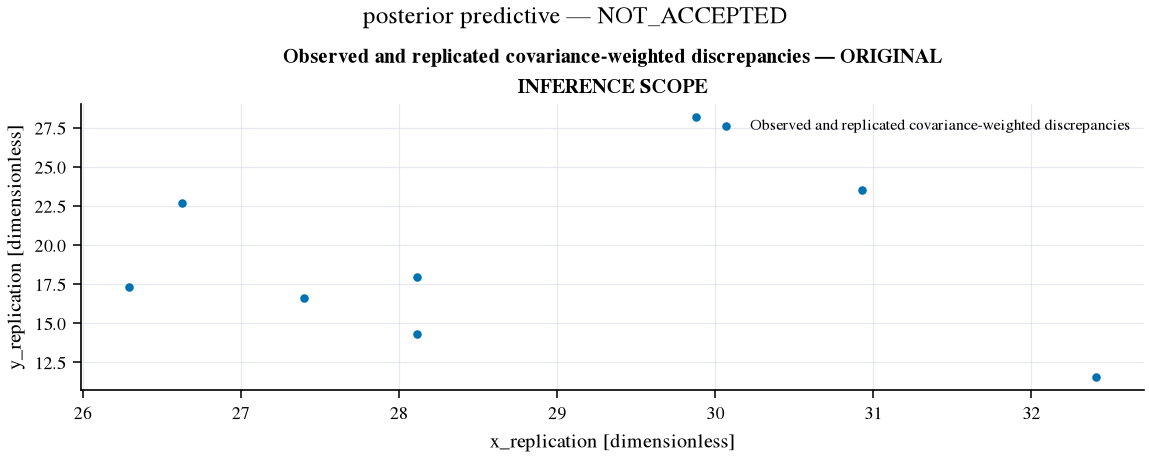 posterior predictive — NOT_ACCEPTED
Observed and replicated covariance-weighted discrepancies — ORIGINAL
INFERENCE SCOPE
Observed and replicated covariance-weighted discrepancies
y_replication [dimensionless]
27.5
25.0
22.5
20.0
17.5
15.0
12.5
26 27 28 29 30 31 32
x_replication [dimensionless]